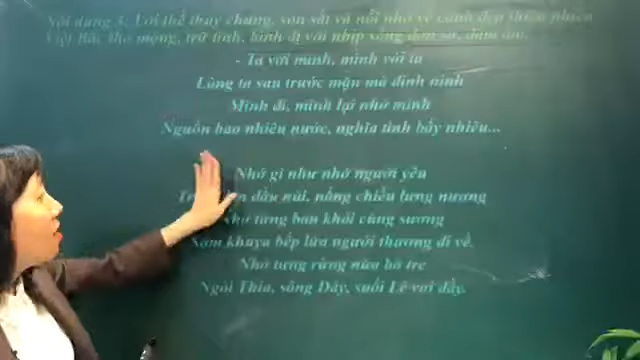 Nội dung 3. Lời thề thủy chung, son sắt và nỗi nhớ về cảnh đẹp thiên nhiên
Việt Bắc thơ mộng, trữ tình, bình dị với nhịp sống đơn sơ, đầm ấm.
- Ta với mình, mình với ta
Lòng ta sau trước mặn mà đinh ninh
Mình đi, mình lại nhớ mình
Nguồn bao nhiêu nước, nghĩa tình bấy nhiêu...
Nhớ gì như nhớ người yêu
đầu núi, nắng chiều lưng nương
Nhớ từng bản khói cùng sương
Sớm khuya bếp lửa người thương đi về.
Nhớ từng rừng nứa bờ tre
Ngòi Thia, sông Đáy, suối Lê vơi đầy.